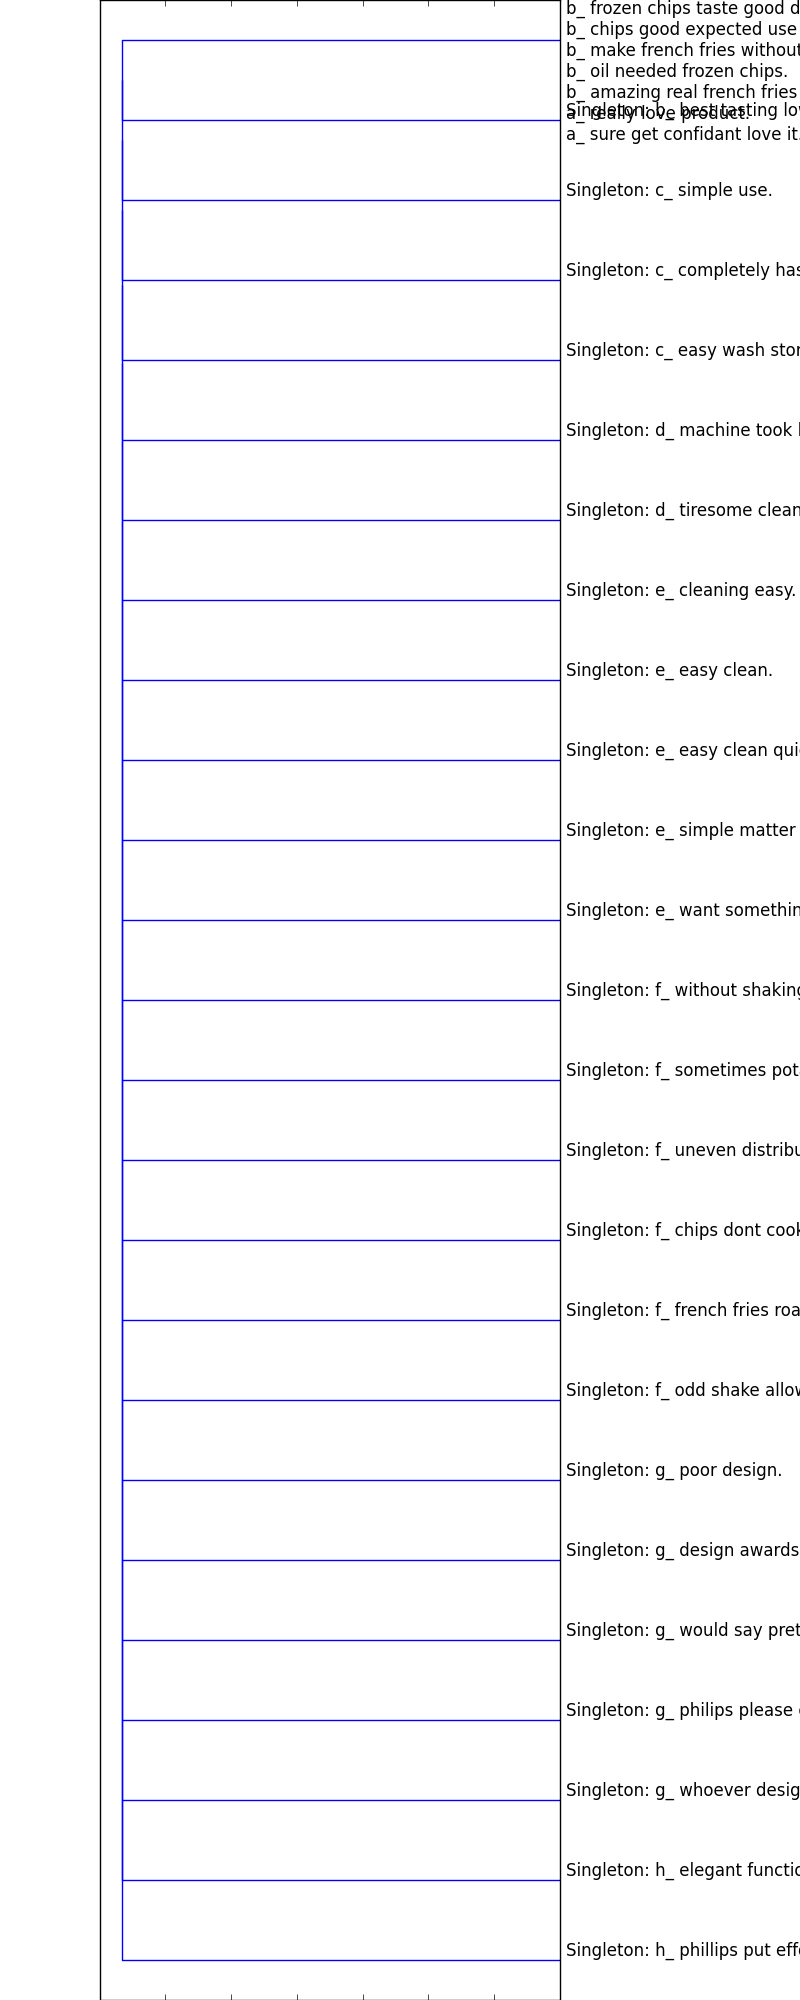 b_ frozen chips taste good d
b_ chips good expected use
b_ make french fries without
b_ oil needed frozen chips.
b_ amazing real french fries
Singleton: b_ best tasting lo
a_ really love product.
a_ sure get confidant love it.
Singleton: c_ simple use.
Singleton: c_ completely has
Singleton: c_ easy wash stor
Singleton: d_ machine took
Singleton: d_ tiresome clean
Singleton: e_ cleaning easy.
Singleton: e_ easy clean.
Singleton: e_ easy clean qui
Singleton: e_ simple matter
Singleton: e_ want somethin
Singleton: f_ without shaking
Singleton: f_ sometimes pot
Singleton: f_ uneven distribu
Singleton: f_ chips dont cook
Singleton: f_ french fries roa
Singleton: f_ odd shake allow
Singleton: g_ poor design.
Singleton: g_ design awards
Singleton: g_ would say pret
Singleton: g_ philips please
Singleton: g_ whoever desig
Singleton: h_ elegant functio
Singleton: h_ phillips put eff